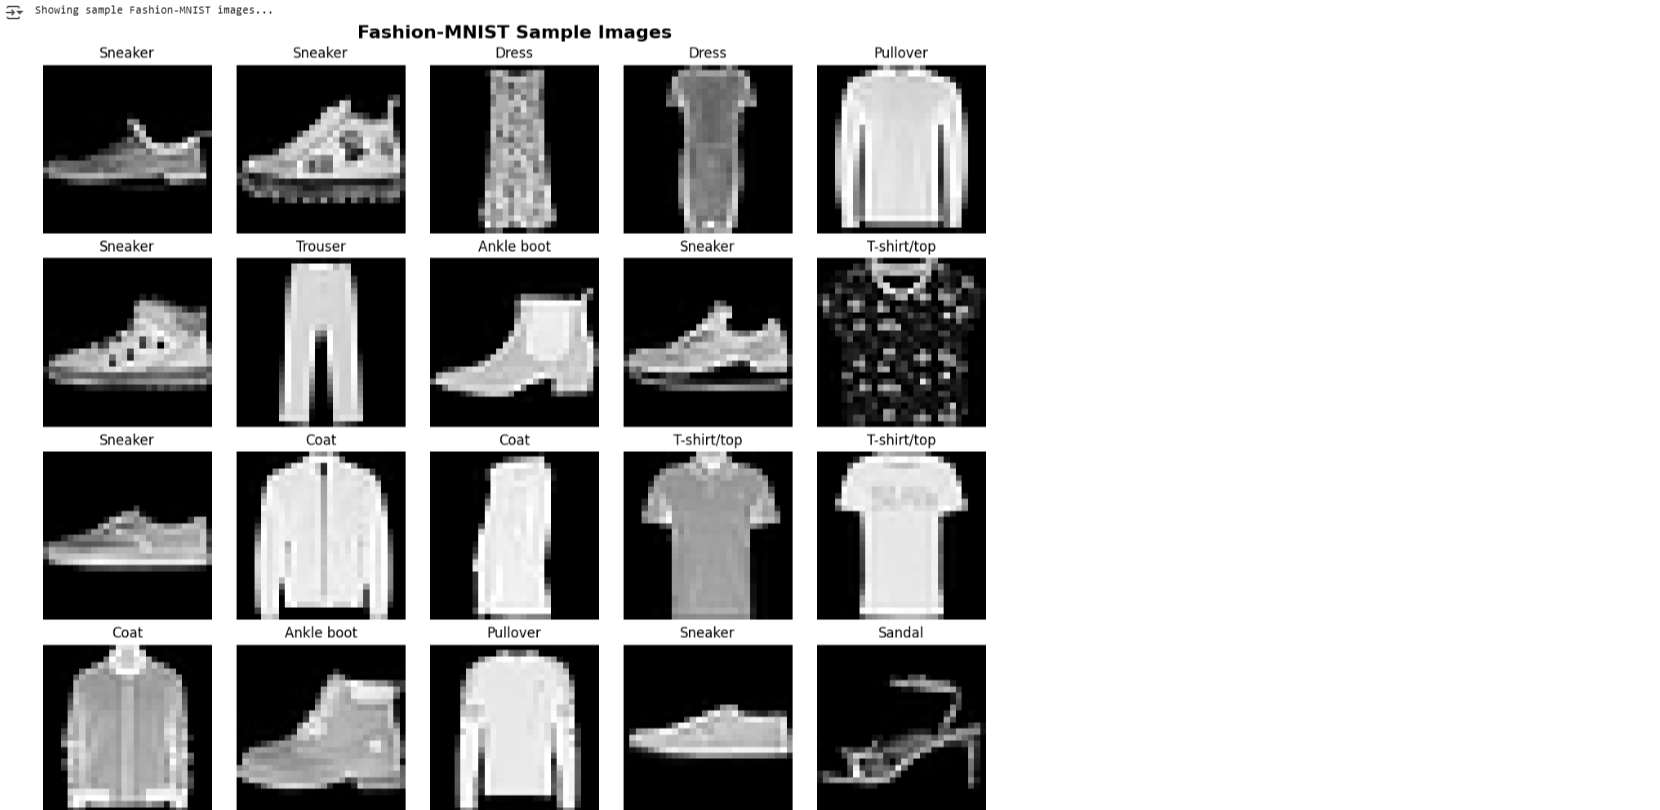 Showing sample Fashion-MNIST images...
Fashion-MNIST Sample Images
Sneaker Sneaker Dress Dress Pullover
Sneaker Trouser Ankle boot Sneaker T-shirt/top
Sneaker Coat Coat T-shirt/top T-shirt/top
Coat Ankle boot Pullover Sneaker Sandal